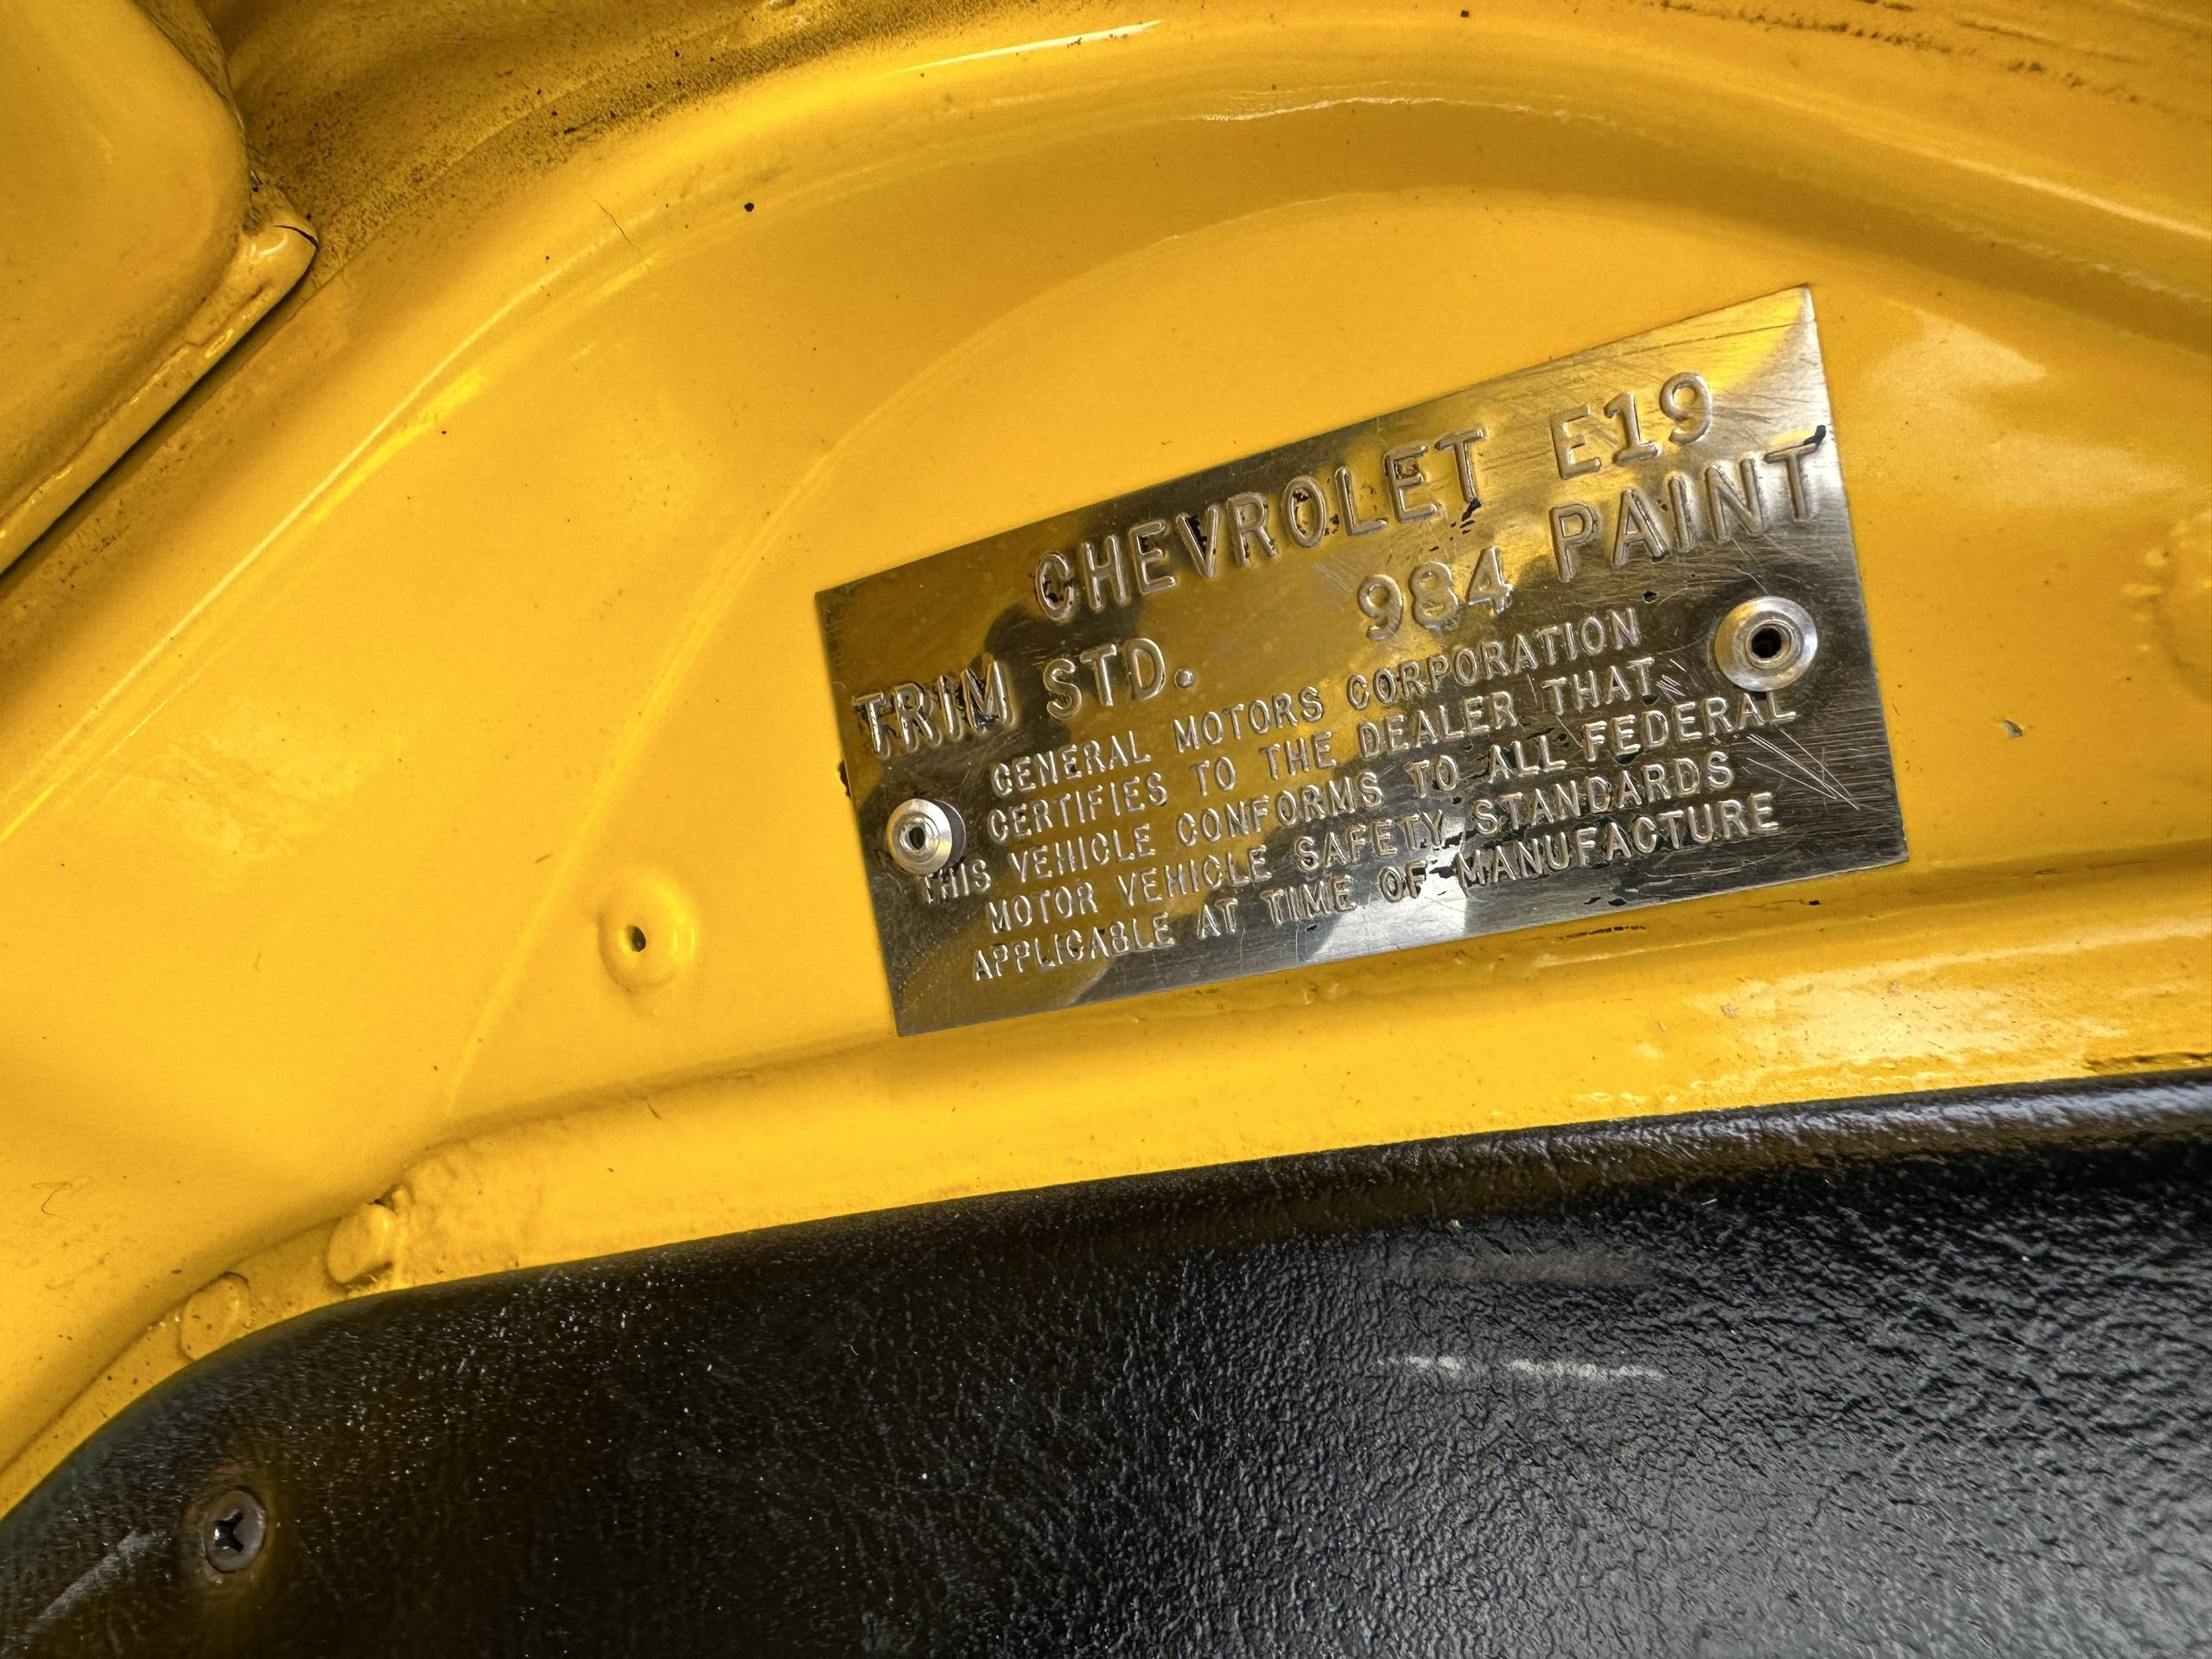 CHEVROLET E19
TRIM STD. 984 PAINT
GENERAL MOTORS CORPORATION
CERTIFIES TO THE DEALER THAT
THIS VEHICLE CONFORMS TO ALL FEDERAL
MOTOR VEHICLE SAFETY STANDARDS
APPLICABLE AT TIME OF MANUFACTURE